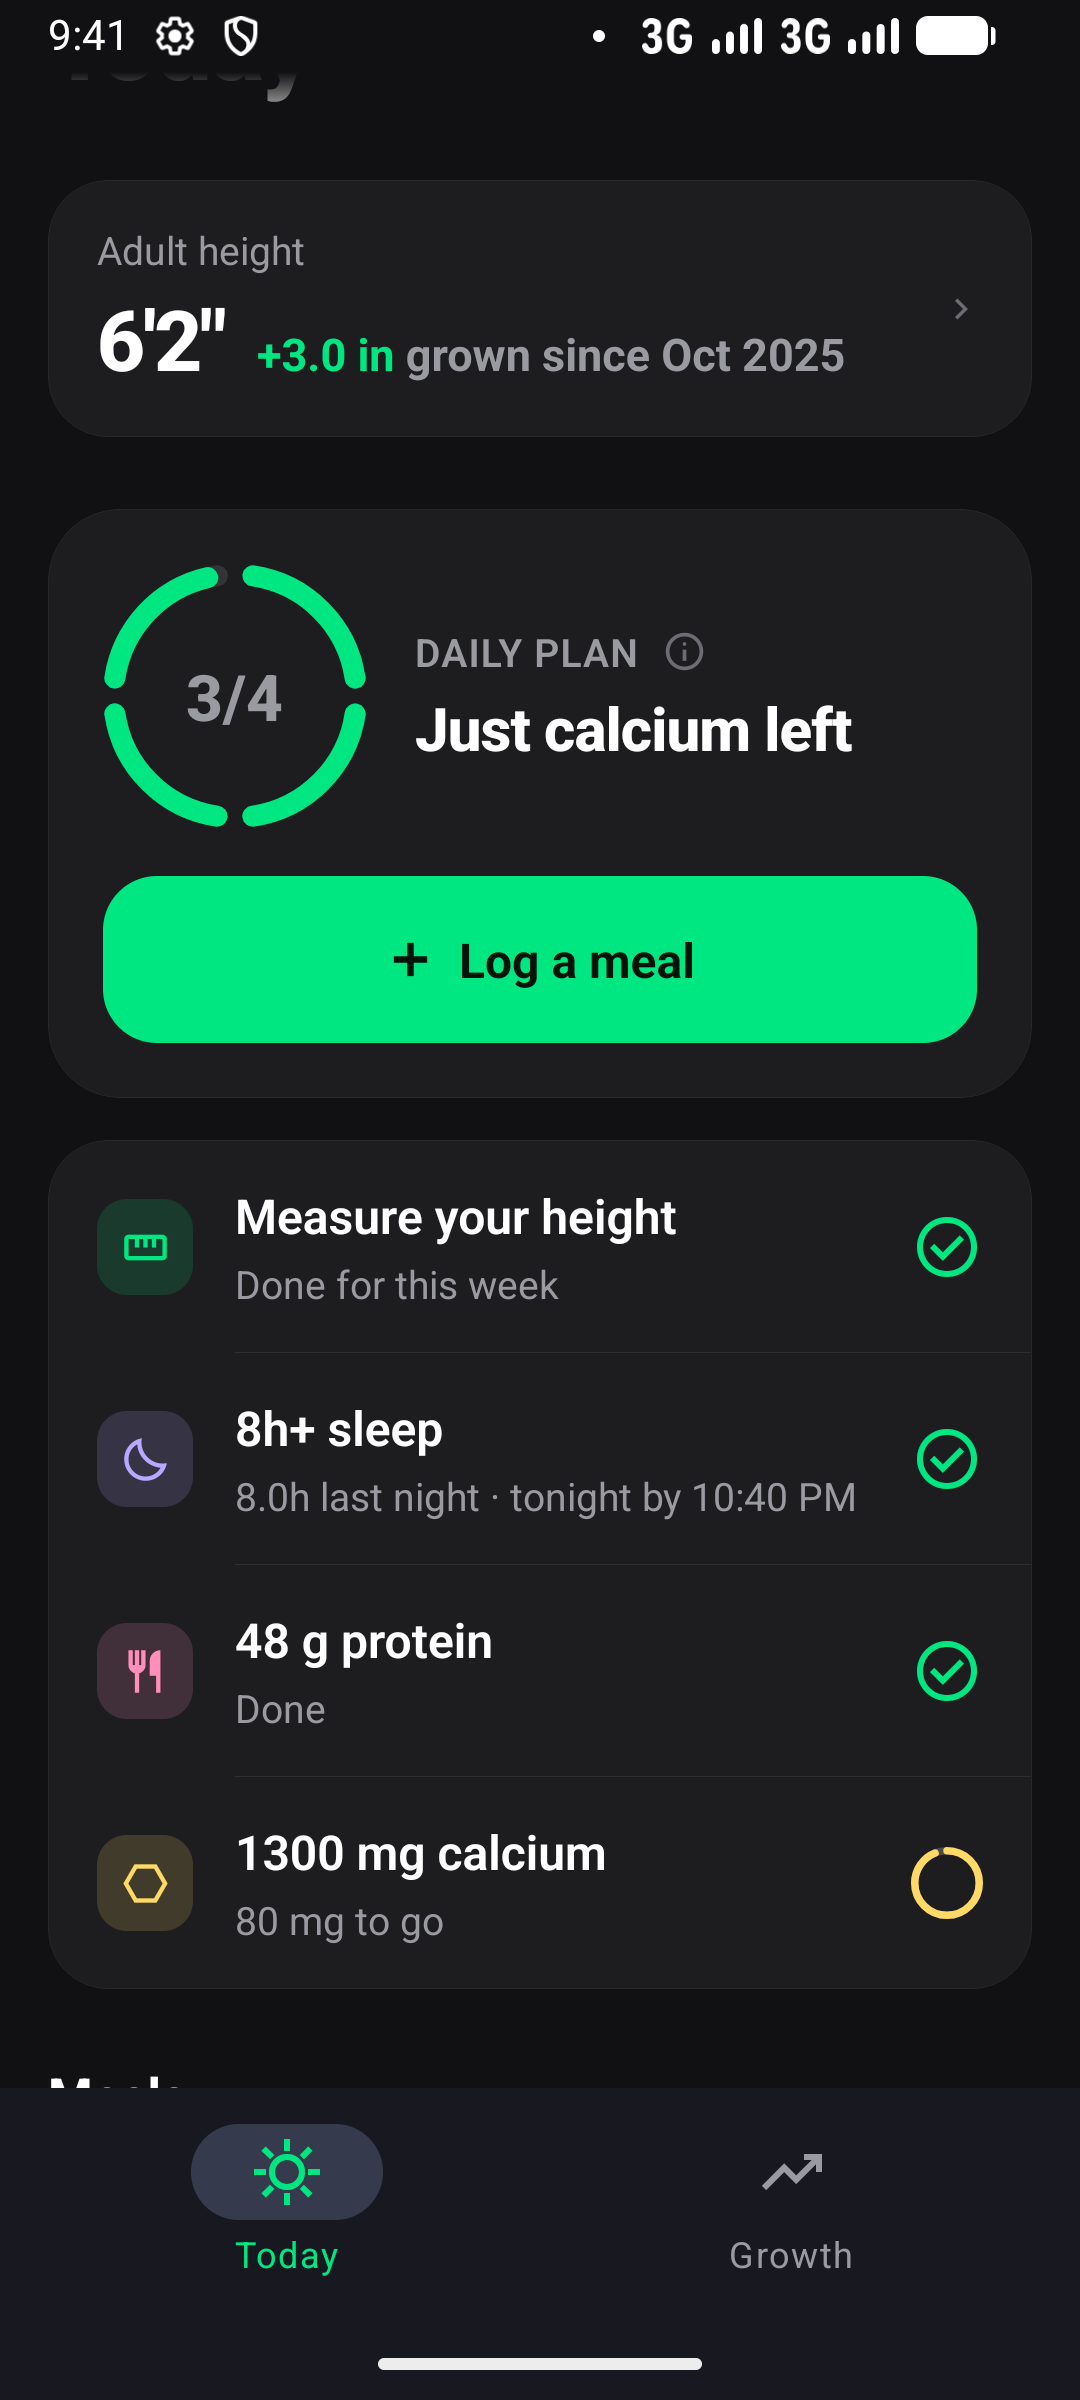 9:41
3G 3G
Today
Adult height
6'2" +3.0 in grown since Oct 2025
3/4
DAILY PLAN
Just calcium left
+ Log a meal
Measure your height
Done for this week
8h+ sleep
8.0h last night · tonight by 10:40 PM
48 g protein
Done
1300 mg calcium
80 mg to go
Today
Growth